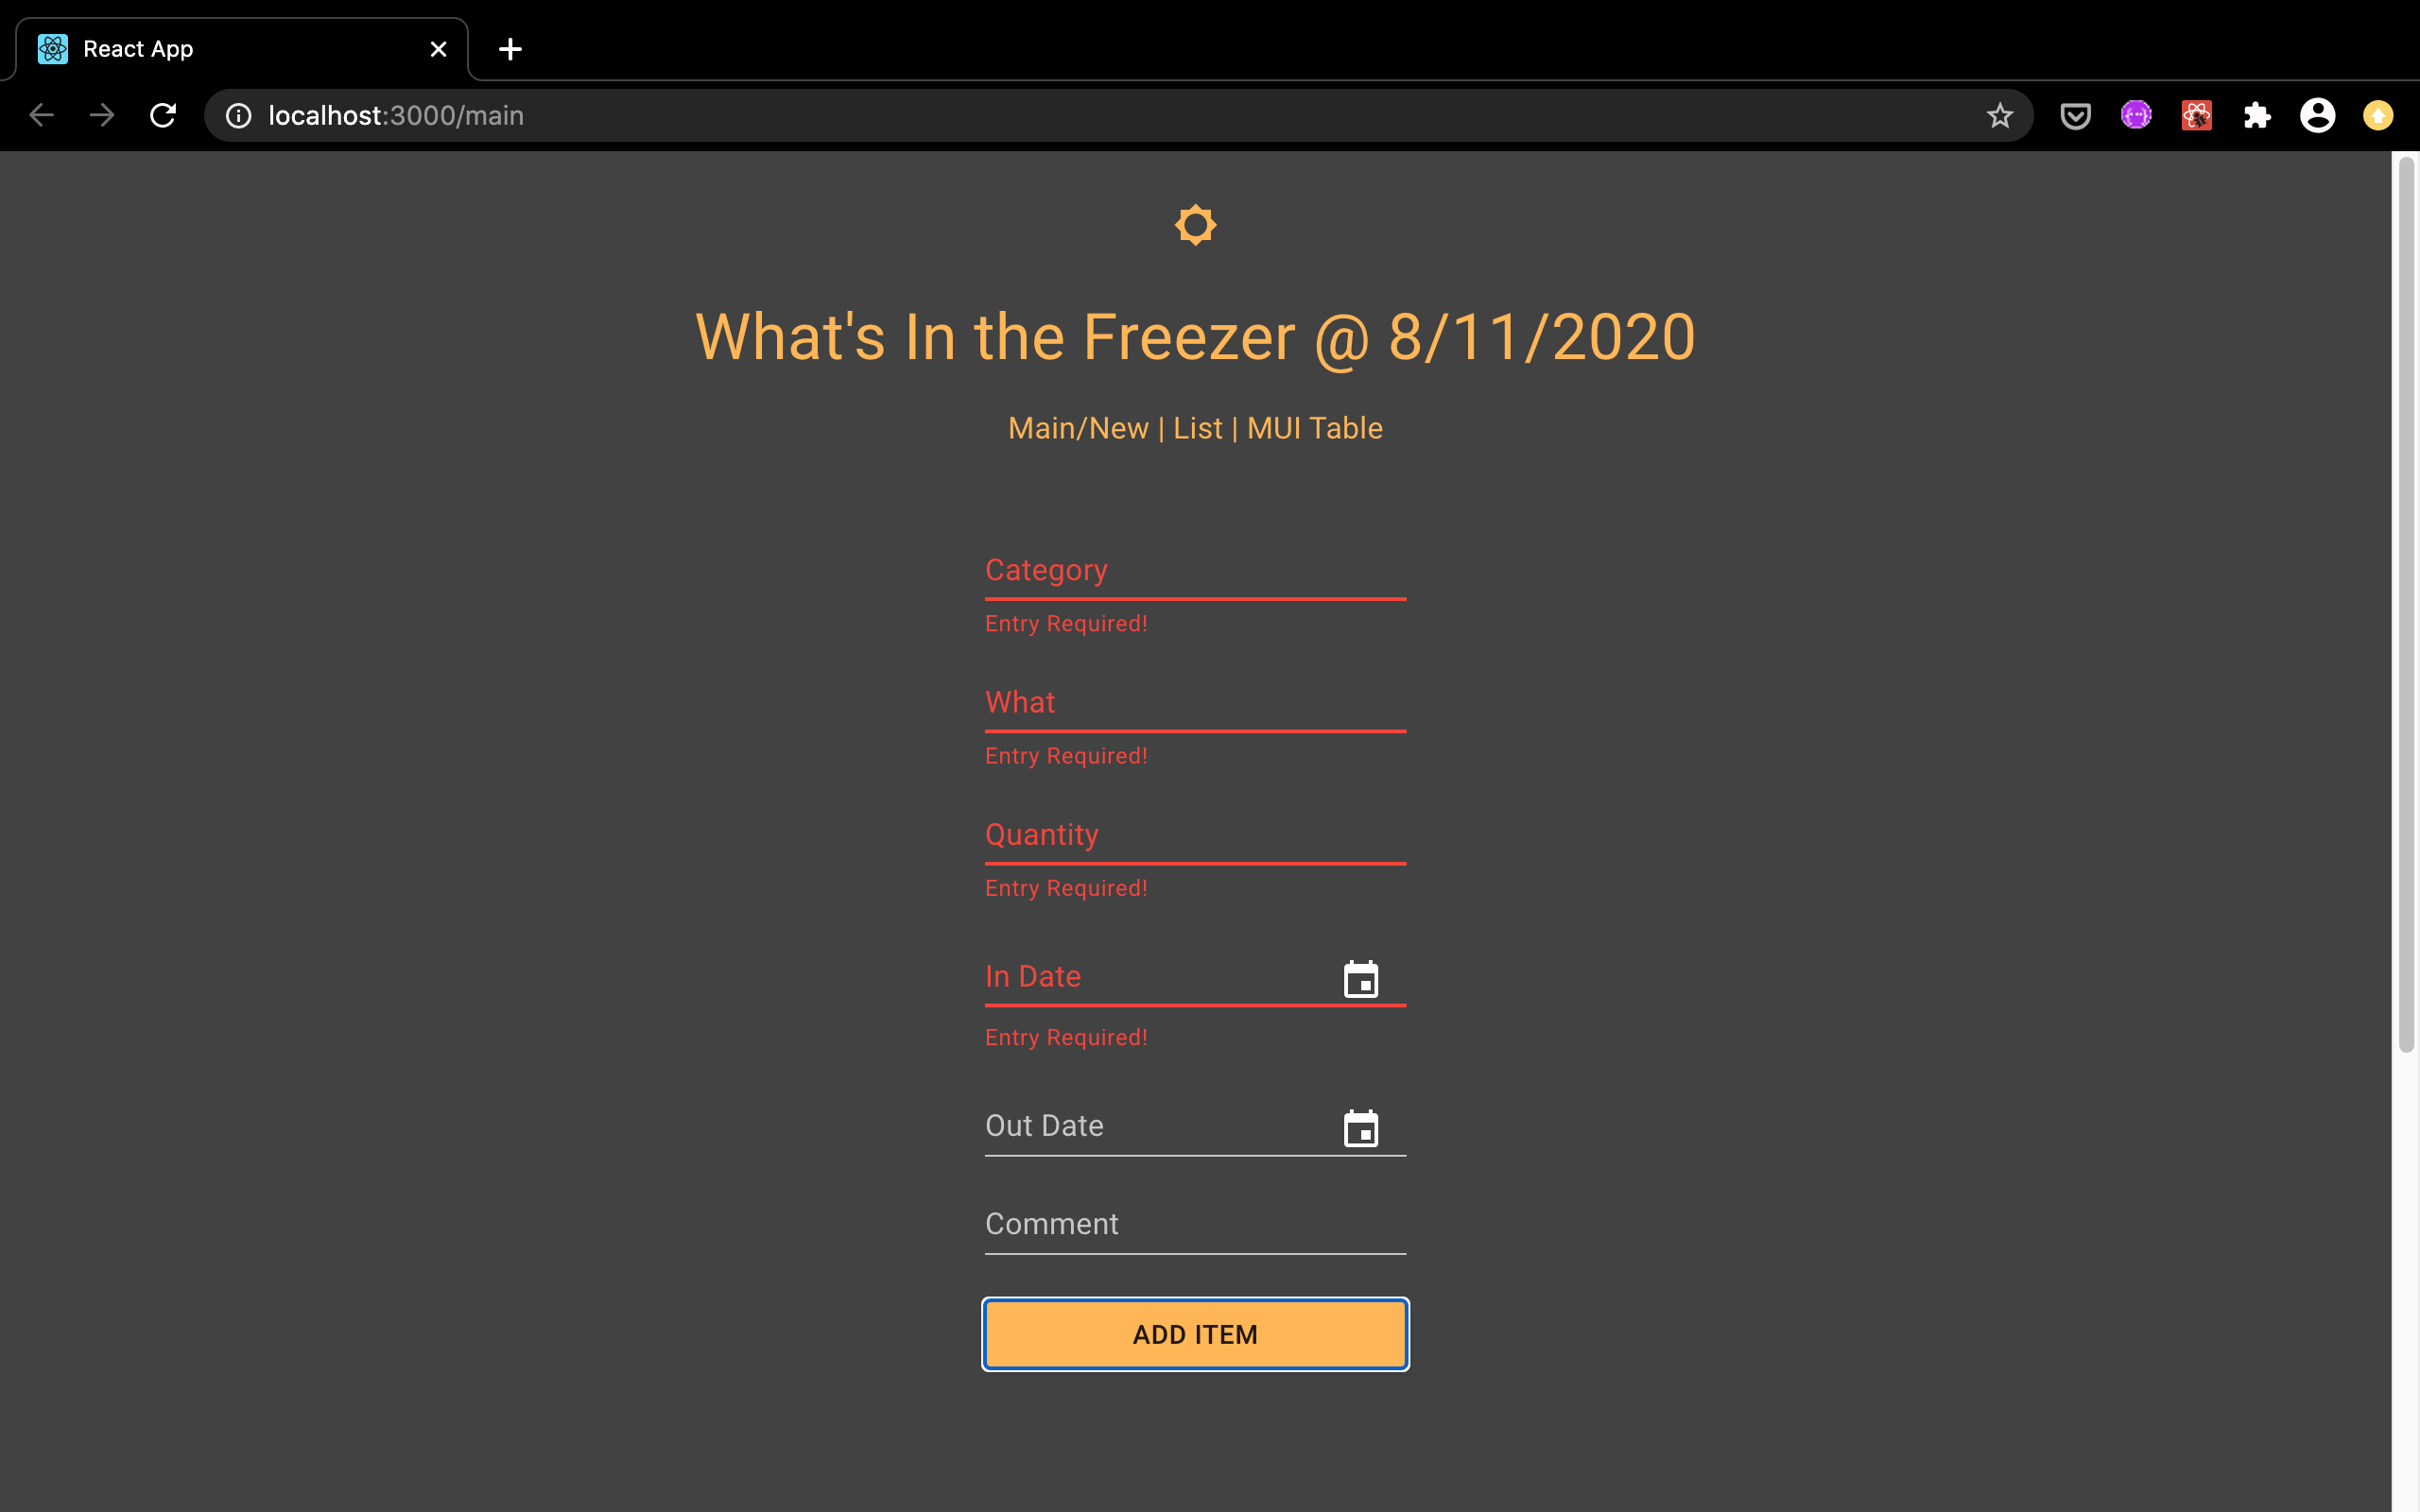 React App
localhost:3000/main
What's In the Freezer @ 8/11/2020
Main/New | List | MUI Table
Category
Entry Required!
What
Entry Required!
Quantity
Entry Required!
In Date
Entry Required!
Out Date
Comment
ADD ITEM